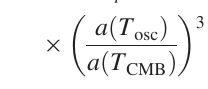 × ( a(T_osc) / a(T_CMB) )^3